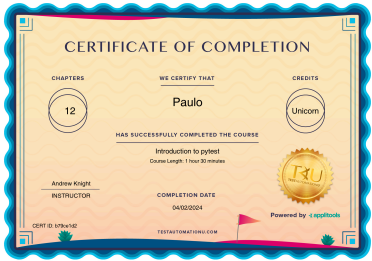 CERTIFICATE OF COMPLETION
CHAPTERS
12
WE CERTIFY THAT
Paulo
CREDITS
Unicorn
HAS SUCCESSFULLY COMPLETED THE COURSE
Introduction to pytest
Course Length: 1 hour 30 minutes
Andrew Knight
INSTRUCTOR
COMPLETION DATE
04/02/2024
TAU
Powered by applitools
CERT ID: b79ce1d2
TESTAUTOMATIONU.COM